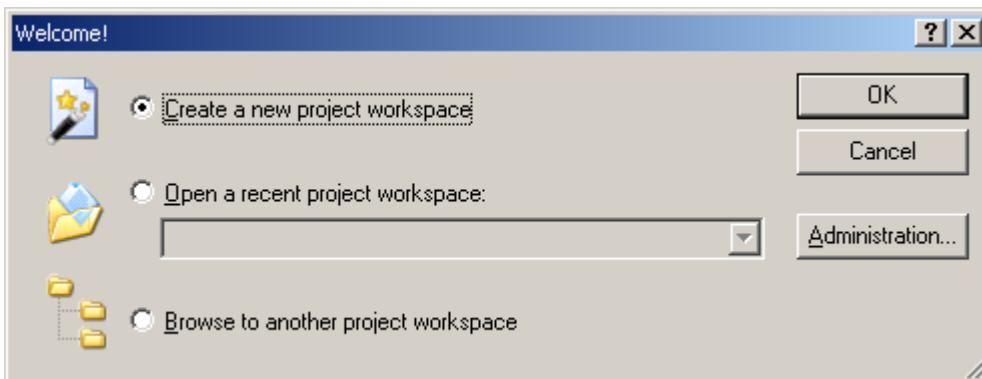 Welcome!
Create a new project workspace
OK
Cancel
Open a recent project workspace:
Administration...
Browse to another project workspace